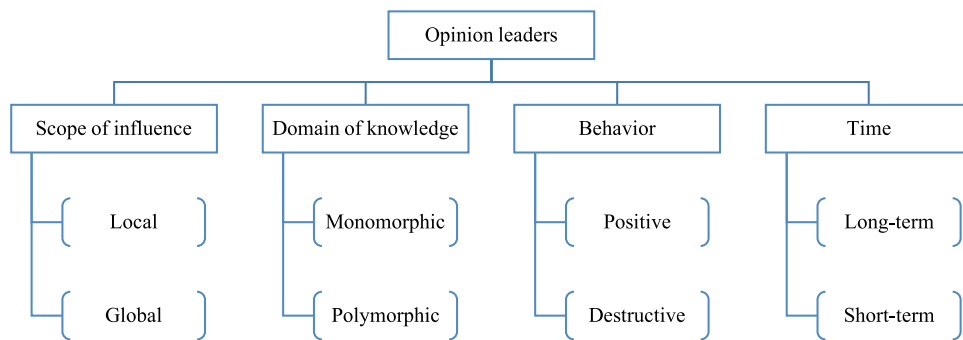 Opinion leaders
Scope of influence
Domain of knowledge
Behavior
Time
Local
Monomorphic
Positive
Long-term
Global
Polymorphic
Destructive
Short-term